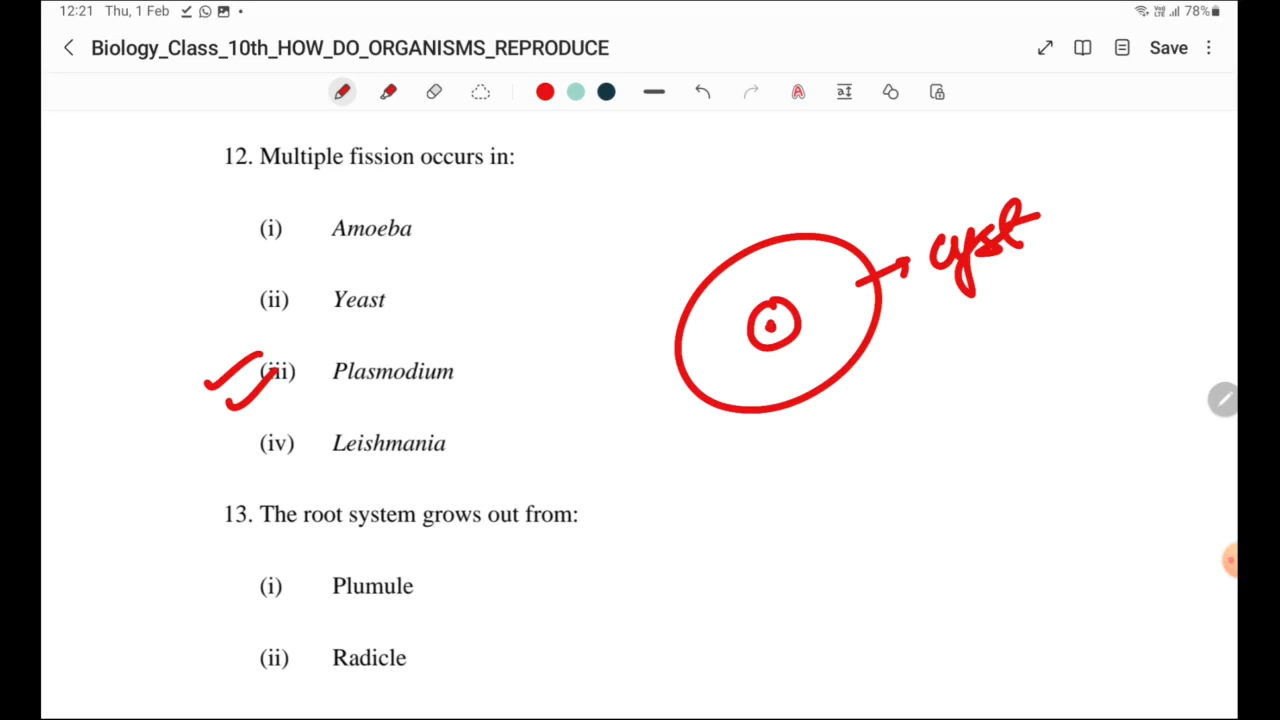 12:21 Thu, 1 Feb 78%
Biology_Class_10th_HOW_DO_ORGANISMS_REPRODUCE Save
12. Multiple fission occurs in:
(i) Amoeba
cyst
(ii) Yeast
(iii) Plasmodium
(iv) Leishmania
13. The root system grows out from:
(i) Plumule
(ii) Radicle